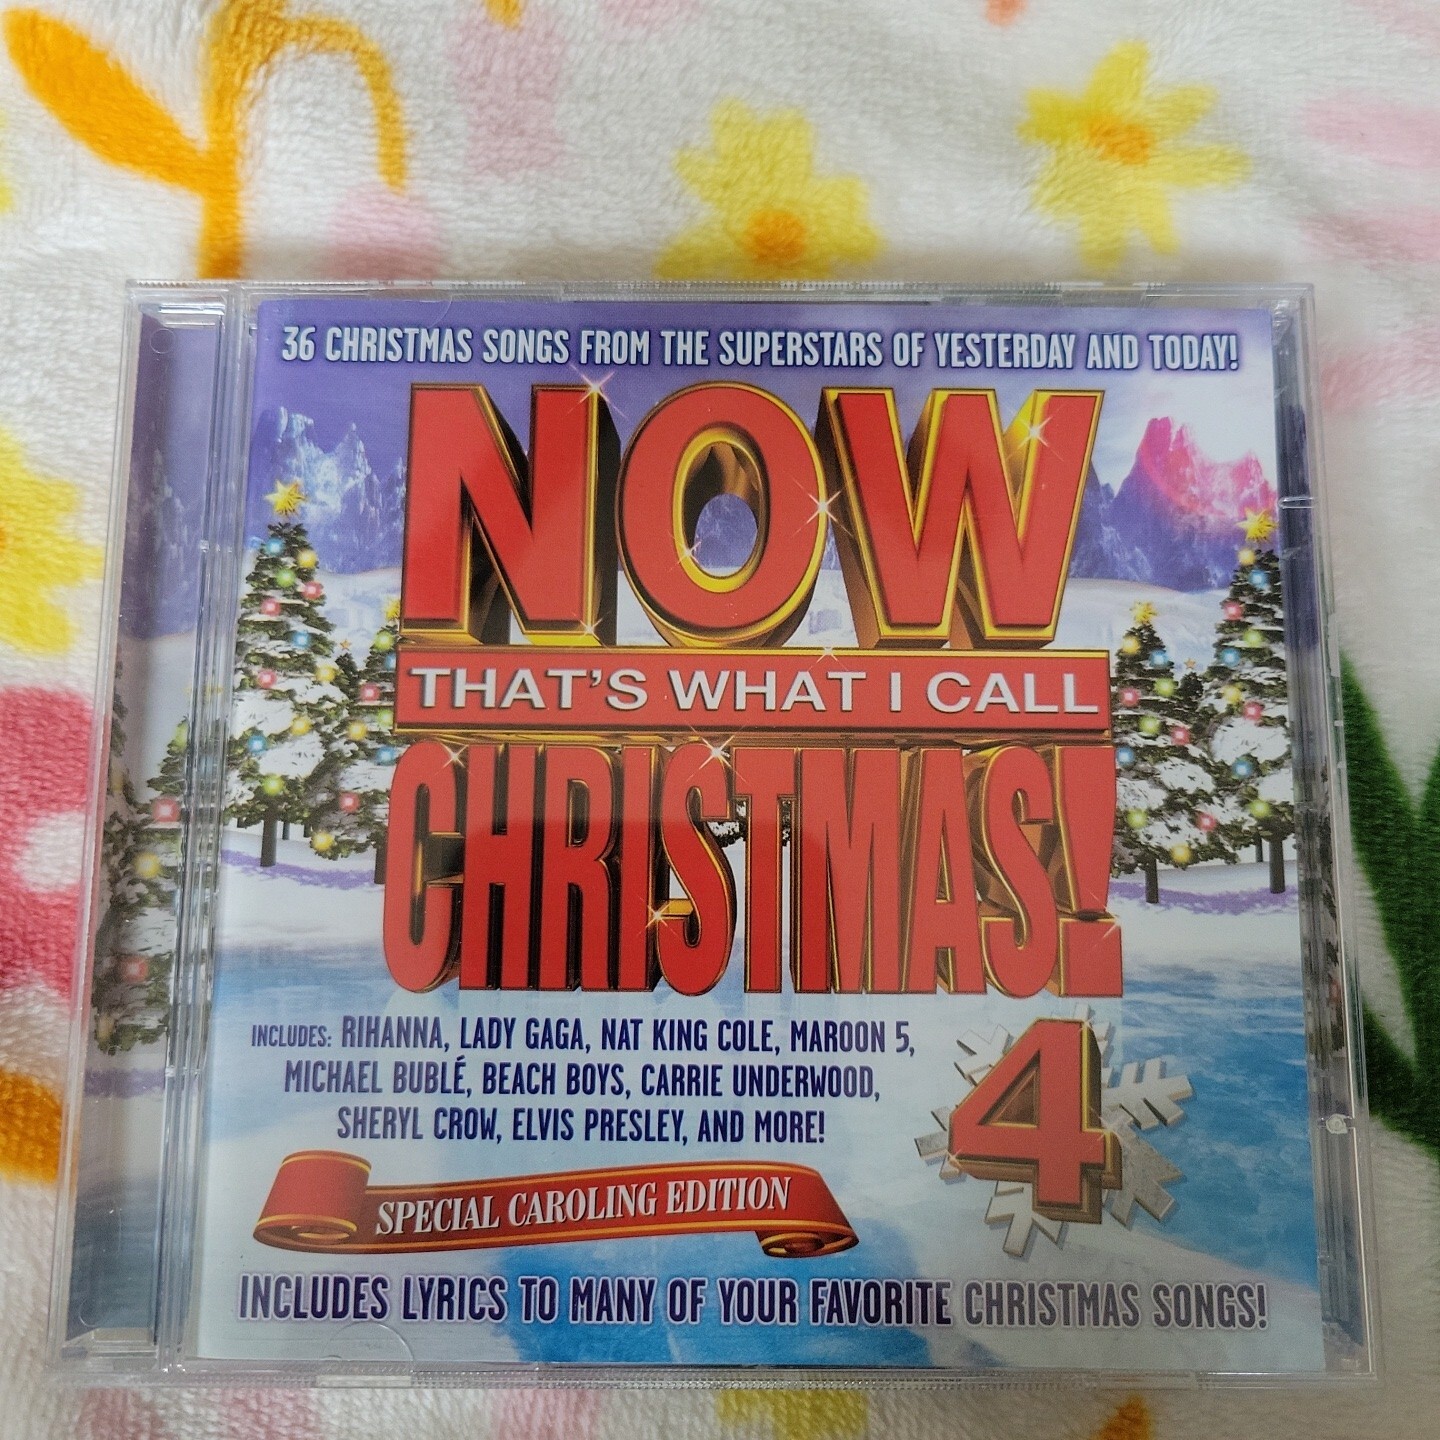 36 CHRISTMAS SONGS FROM THE SUPERSTARS OF YESTERDAY AND TODAY!
NOW
THAT'S WHAT I CALL
CHRISTMAS!
4
INCLUDES: RIHANNA, LADY GAGA, NAT KING COLE, MAROON 5,
MICHAEL BUBLÉ, BEACH BOYS, CARRIE UNDERWOOD,
SHERYL CROW, ELVIS PRESLEY, AND MORE!
SPECIAL CAROLING EDITION
INCLUDES LYRICS TO MANY OF YOUR FAVORITE CHRISTMAS SONGS!